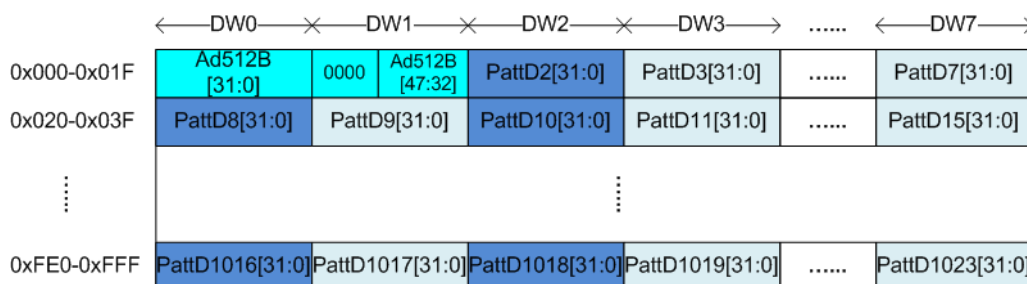 DW0 DW1 DW2 DW3 ...... DW7
0x000-0x01F Ad512B [31:0] 0000 Ad512B [47:32] PattD2[31:0] PattD3[31:0] ...... PattD7[31:0]
0x020-0x03F PattD8[31:0] PattD9[31:0] PattD10[31:0] PattD11[31:0] ...... PattD15[31:0]
0xFE0-0xFFF PattD1016[31:0] PattD1017[31:0] PattD1018[31:0] PattD1019[31:0] ...... PattD1023[31:0]